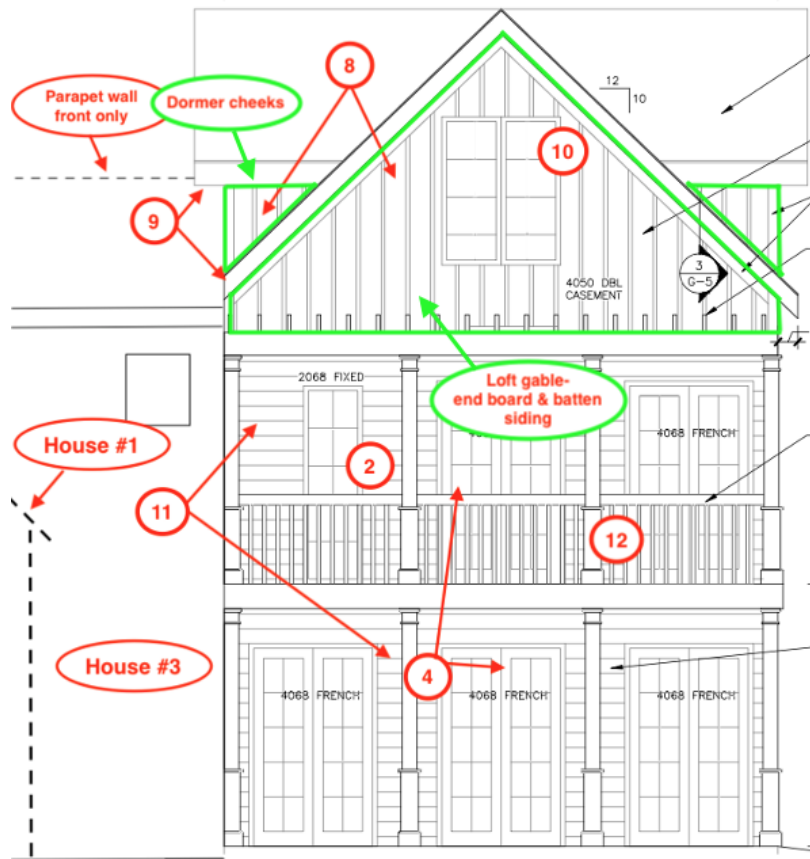 8
Parapet wall
front only
Dormer cheeks
12
10
10
9
3
G-5
4050 DBL
CASEMENT
2068 FIXED
Loft gable-
end board & batten
siding
4068 FRENCH
House #1
2
11
12
House #3
4
4068 FRENCH
4068 FRENCH
4068 FRENCH